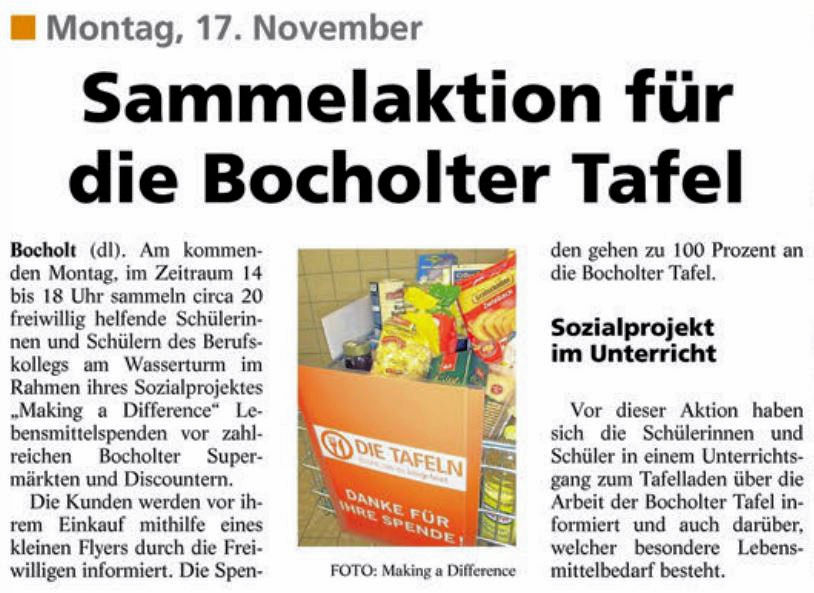 Montag, 17. November
Sammelaktion für
die Bocholter Tafel
Bocholt (dl). Am kommen-
den Montag, im Zeitraum 14
bis 18 Uhr sammeln circa 20
freiwillig helfende Schülerin-
nen und Schülern des Berufs-
kollegs am Wasserturm im
Rahmen ihres Sozialprojektes
„Making a Difference“ Le-
bensmittelspenden vor zahl-
reichen Bocholter Super-
märkten und Discountern.
Die Kunden werden vor ih-
rem Einkauf mithilfe eines
kleinen Flyers durch die Frei-
willigen informiert. Die Spen-
DIE TAFELN
DANKE FÜR
IHRE SPENDE!
FOTO: Making a Difference
den gehen zu 100 Prozent an
die Bocholter Tafel.
Sozialprojekt
im Unterricht
Vor dieser Aktion haben
sich die Schülerinnen und
Schüler in einem Unterrichts-
gang zum Tafelladen über die
Arbeit der Bocholter Tafel in-
formiert und auch darüber,
welcher besondere Lebens-
mittelbedarf besteht.